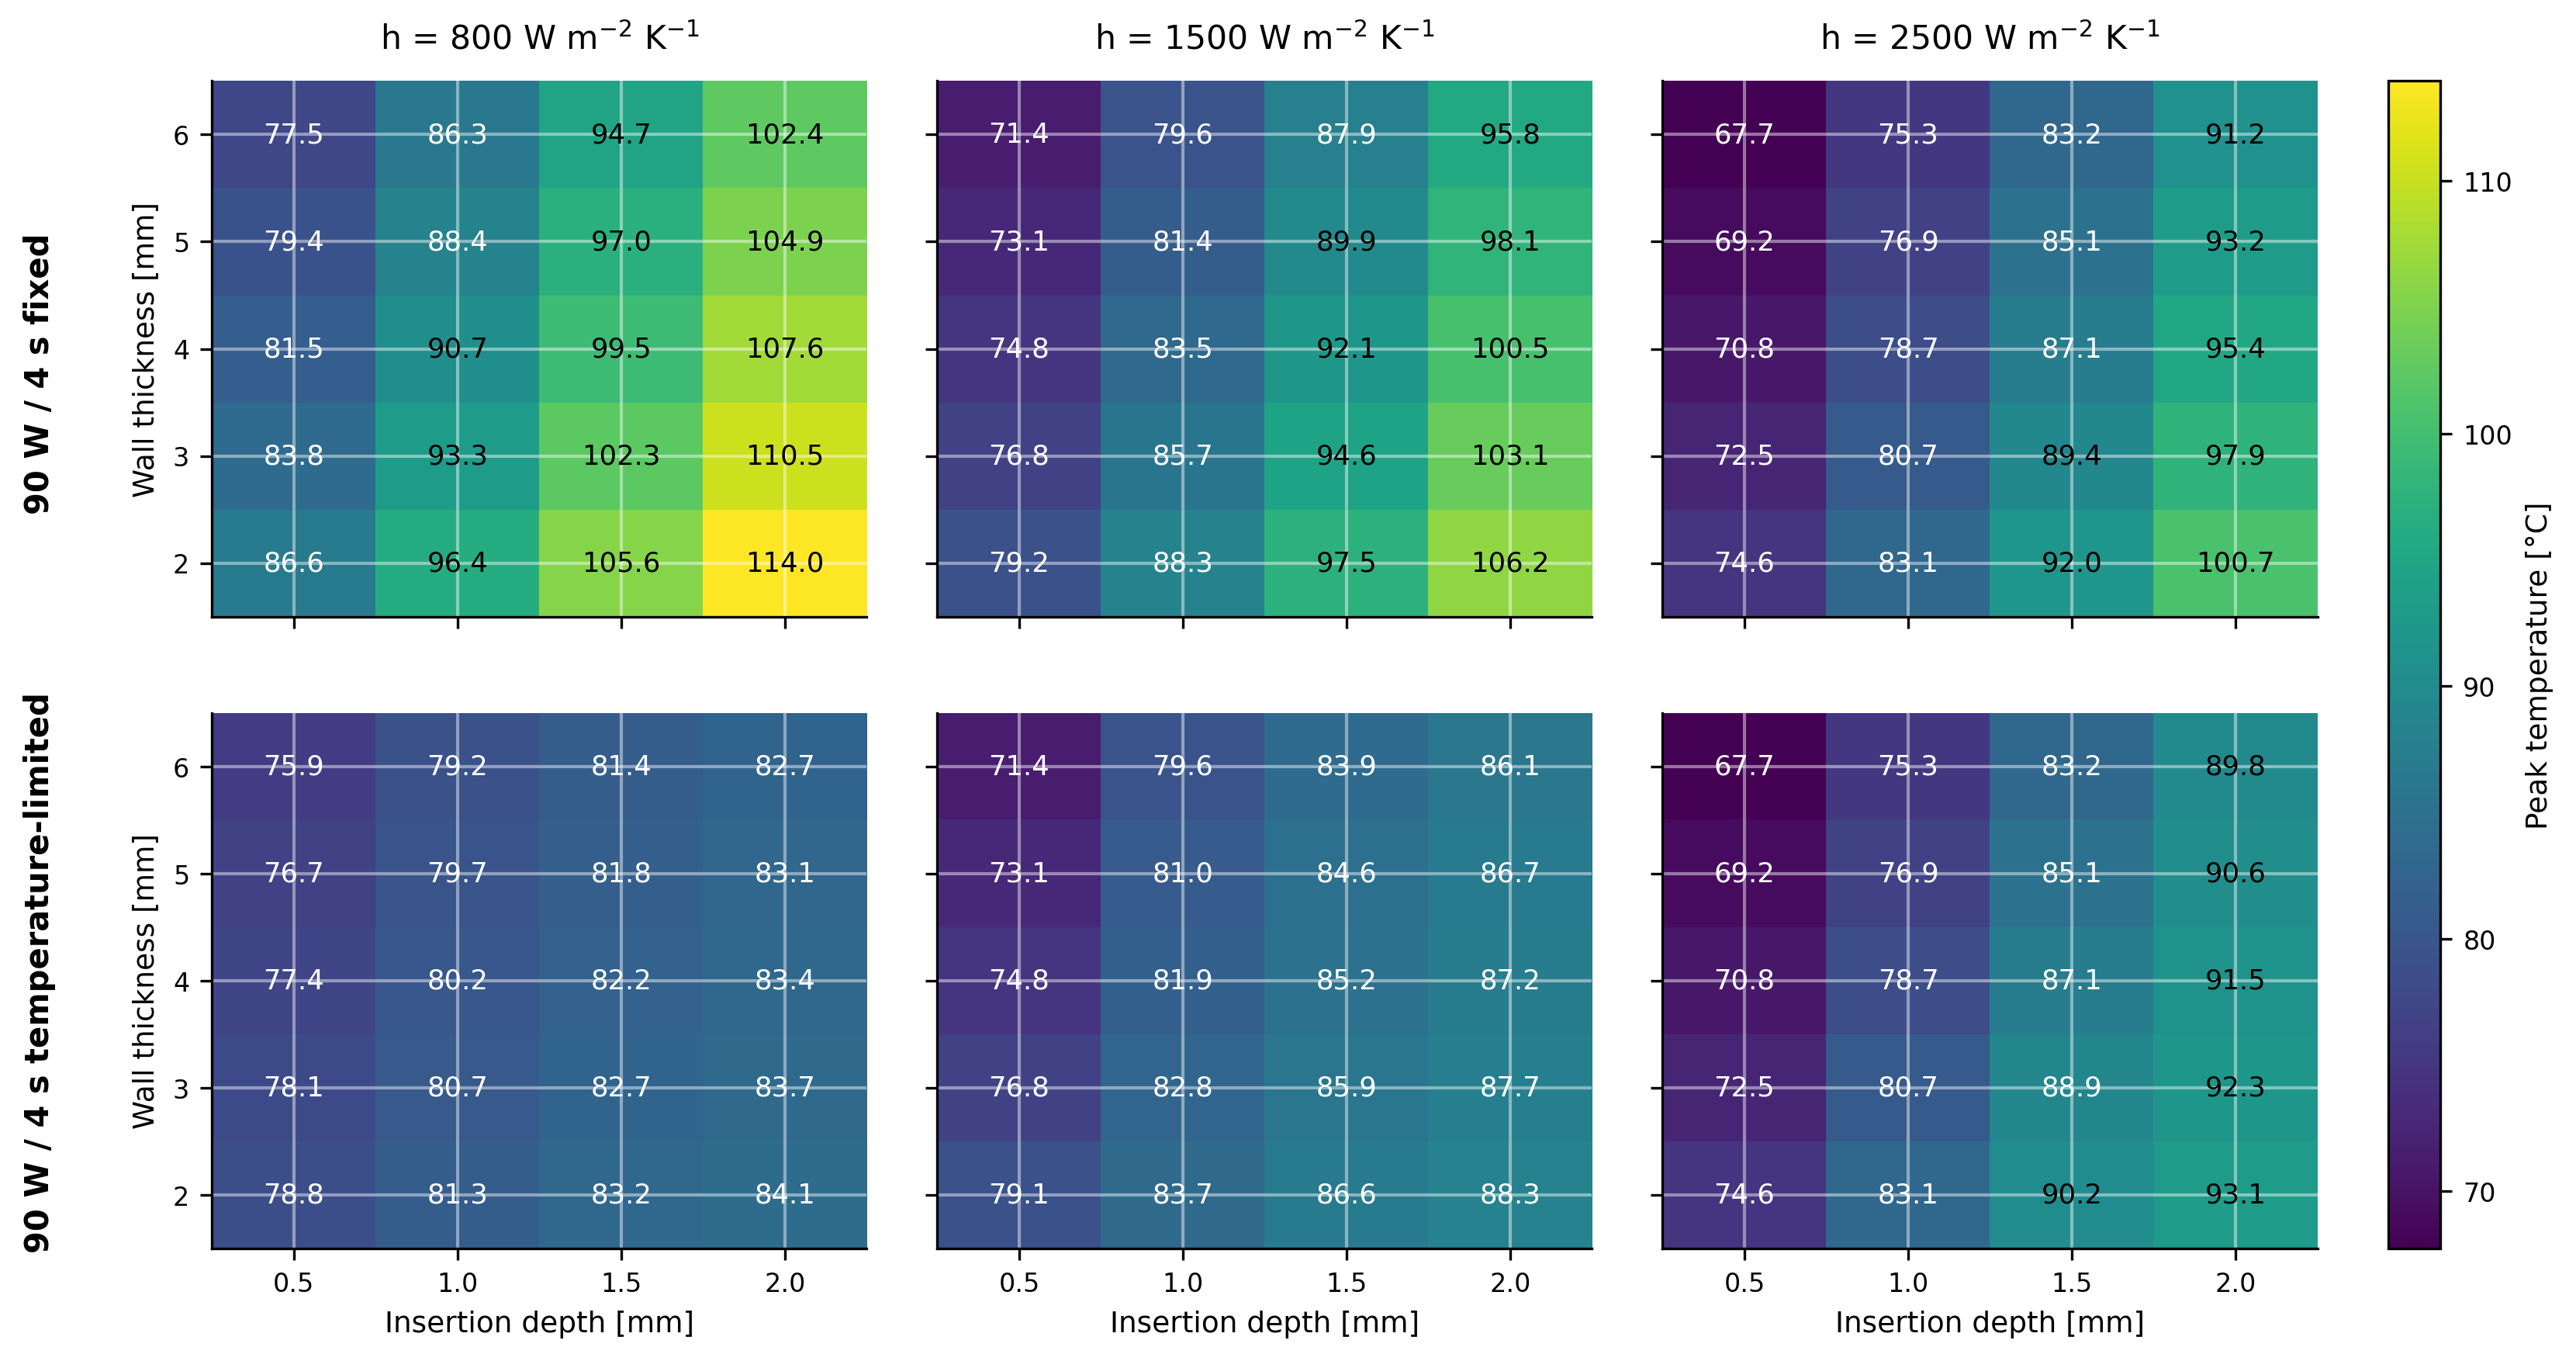 h = 800 W m⁻² K⁻¹ h = 1500 W m⁻² K⁻¹ h = 2500 W m⁻² K⁻¹
90 W / 4 s fixed
Wall thickness [mm]
6 77.5 86.3 94.7 102.4 71.4 79.6 87.9 95.8 67.7 75.3 83.2 91.2
5 79.4 88.4 97.0 104.9 73.1 81.4 89.9 98.1 69.2 76.9 85.1 93.2
4 81.5 90.7 99.5 107.6 74.8 83.5 92.1 100.5 70.8 78.7 87.1 95.4
3 83.8 93.3 102.3 110.5 76.8 85.7 94.6 103.1 72.5 80.7 89.4 97.9
2 86.6 96.4 105.6 114.0 79.2 88.3 97.5 106.2 74.6 83.1 92.0 100.7
90 W / 4 s temperature-limited
Wall thickness [mm]
6 75.9 79.2 81.4 82.7 71.4 79.6 83.9 86.1 67.7 75.3 83.2 89.8
5 76.7 79.7 81.8 83.1 73.1 81.0 84.6 86.7 69.2 76.9 85.1 90.6
4 77.4 80.2 82.2 83.4 74.8 81.9 85.2 87.2 70.8 78.7 87.1 91.5
3 78.1 80.7 82.7 83.7 76.8 82.8 85.9 87.7 72.5 80.7 88.9 92.3
2 78.8 81.3 83.2 84.1 79.1 83.7 86.6 88.3 74.6 83.1 90.2 93.1
0.5 1.0 1.5 2.0 0.5 1.0 1.5 2.0 0.5 1.0 1.5 2.0
Insertion depth [mm] Insertion depth [mm] Insertion depth [mm]
110
100
90
80
70
Peak temperature [°C]